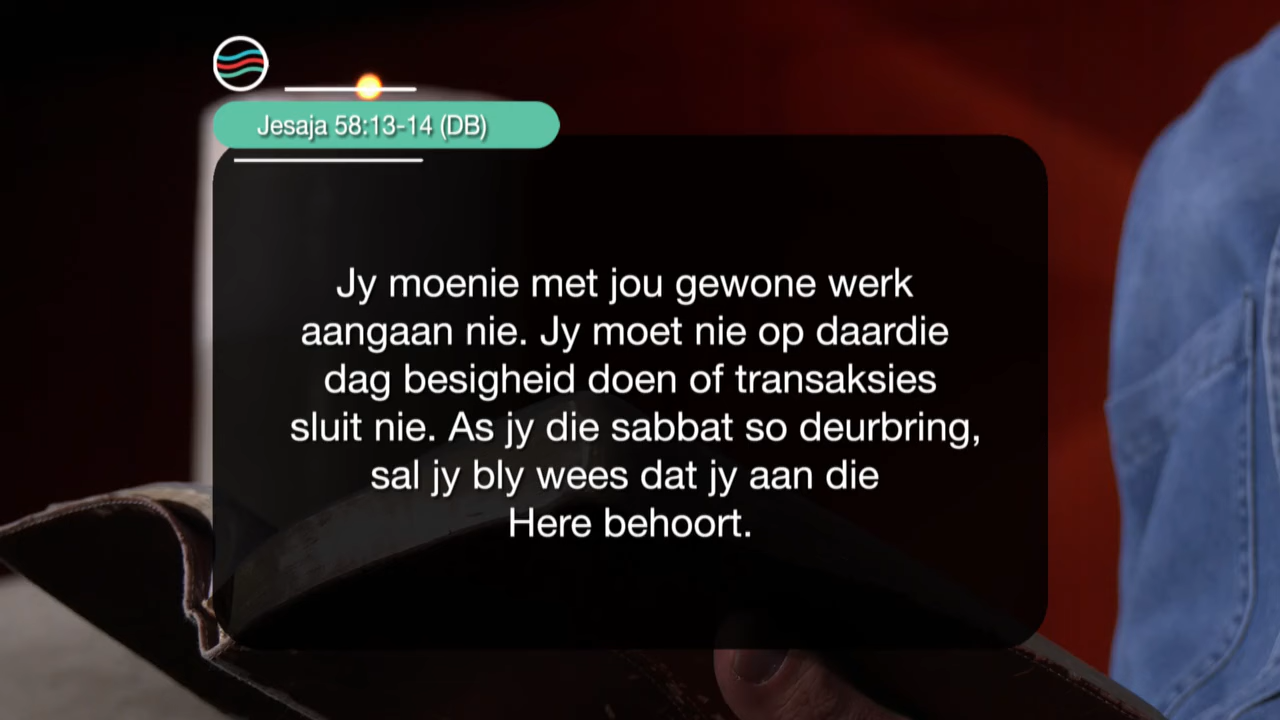 Jesaja 58:13-14 (DB)
Jy moenie met jou gewone werk
aangaan nie. Jy moet nie op daardie
dag besigheid doen of transaksies
sluit nie. As jy die sabbat so deurbring,
sal jy bly wees dat jy aan die
Here behoort.